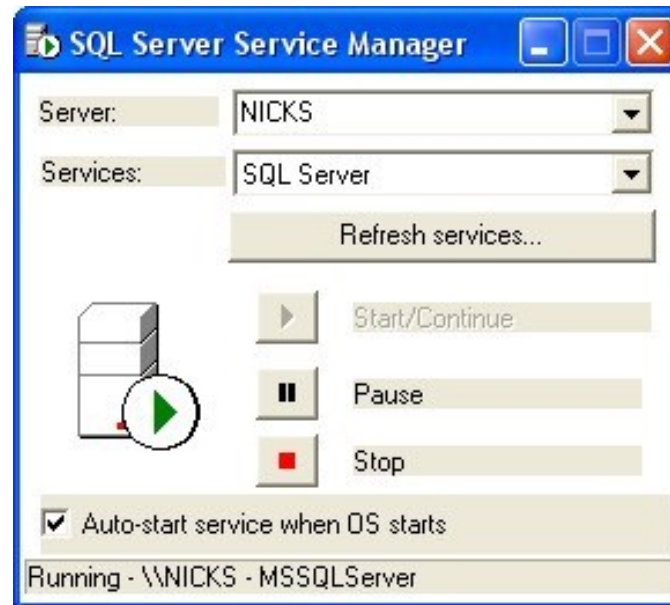 SQL Server Service Manager
Server: NICKS
Services: SQL Server
Refresh services...
Start/Continue
Pause
Stop
Auto-start service when OS starts
Running - \\NICKS - MSSQLServer